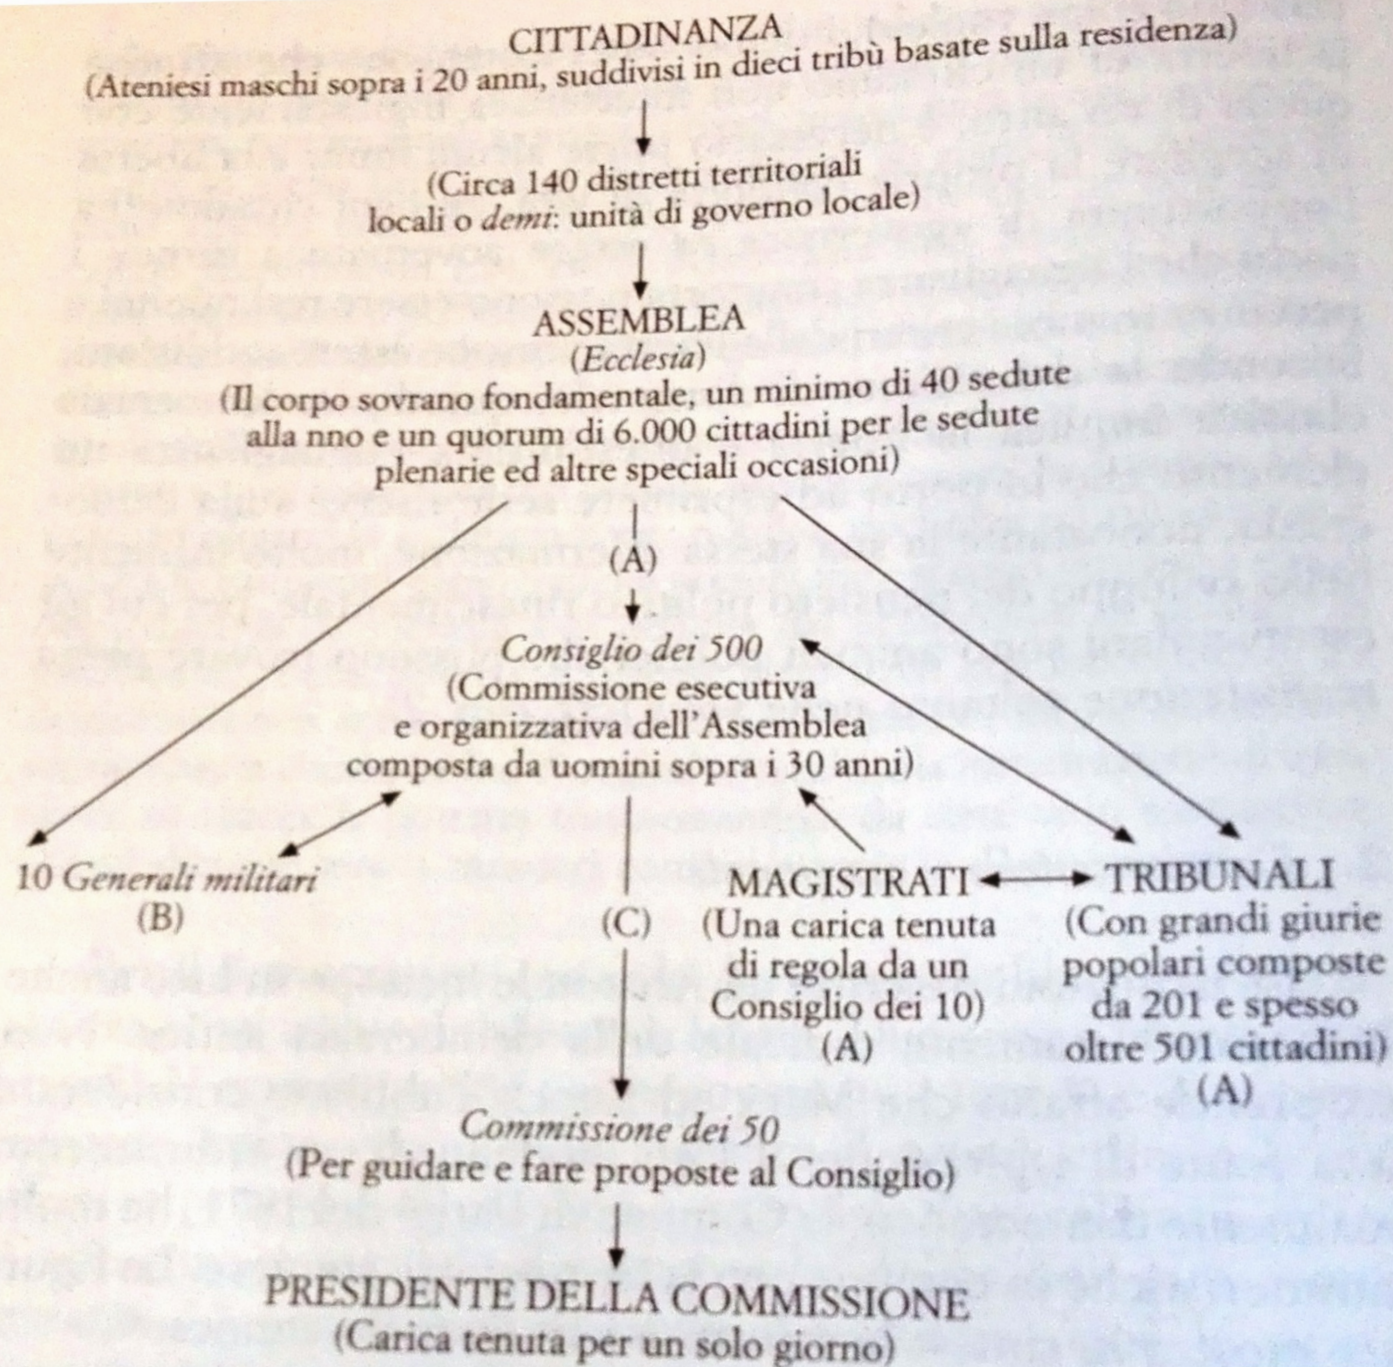 CITTADINANZA
(Ateniesi maschi sopra i 20 anni, suddivisi in dieci tribù basate sulla residenza)
(Circa 140 distretti territoriali
locali o demi: unità di governo locale)
ASSEMBLEA
(Ecclesia)
(Il corpo sovrano fondamentale, un minimo di 40 sedute
alla nno e un quorum di 6.000 cittadini per le sedute
plenarie ed altre speciali occasioni)
(A)
Consiglio dei 500
(Commissione esecutiva
e organizzativa dell'Assemblea
composta da uomini sopra i 30 anni)
10 Generali militari
(B)
(C)
MAGISTRATI
(Una carica tenuta
di regola da un
Consiglio dei 10)
(A)
TRIBUNALI
(Con grandi giurie
popolari composte
da 201 e spesso
oltre 501 cittadini)
(A)
Commissione dei 50
(Per guidare e fare proposte al Consiglio)
PRESIDENTE DELLA COMMISSIONE
(Carica tenuta per un solo giorno)